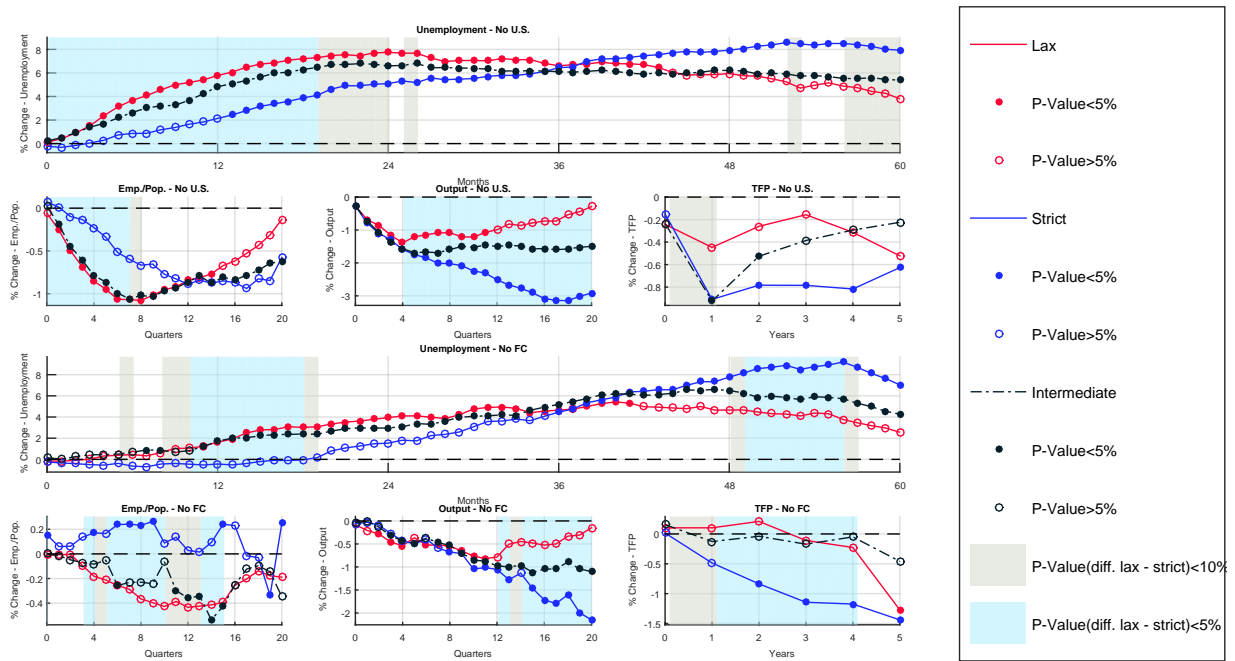 Unemployment - No U.S.
% Change - Unemployment
8
6
4
2
0
0 12 24 36 48 60
Months
Emp./Pop. - No U.S.
% Change - Emp./Pop.
0
-0.5
-1
0 4 8 12 16 20
Quarters
Output - No U.S.
% Change - Output
0
-1
-2
-3
0 4 8 12 16 20
Quarters
TFP - No U.S.
% Change - TFP
0
-0.2
-0.4
-0.6
-0.8
0 1 2 3 4 5
Years
Unemployment - No FC
% Change - Unemployment
8
6
4
2
0
0 12 24 36 48 60
Months
Emp./Pop. - No FC
% Change - Emp./Pop.
0.2
0
-0.2
-0.4
0 4 8 12 16 20
Quarters
Output - No FC
% Change - Output
0
-0.5
-1
-1.5
-2
0 4 8 12 16 20
Quarters
TFP - No FC
% Change - TFP
0
-0.5
-1
-1.5
0 1 2 3 4 5
Years
Lax
P-Value<5%
P-Value>5%
Strict
P-Value<5%
P-Value>5%
Intermediate
P-Value<5%
P-Value>5%
P-Value(diff. lax - strict)<10%
P-Value(diff. lax - strict)<5%